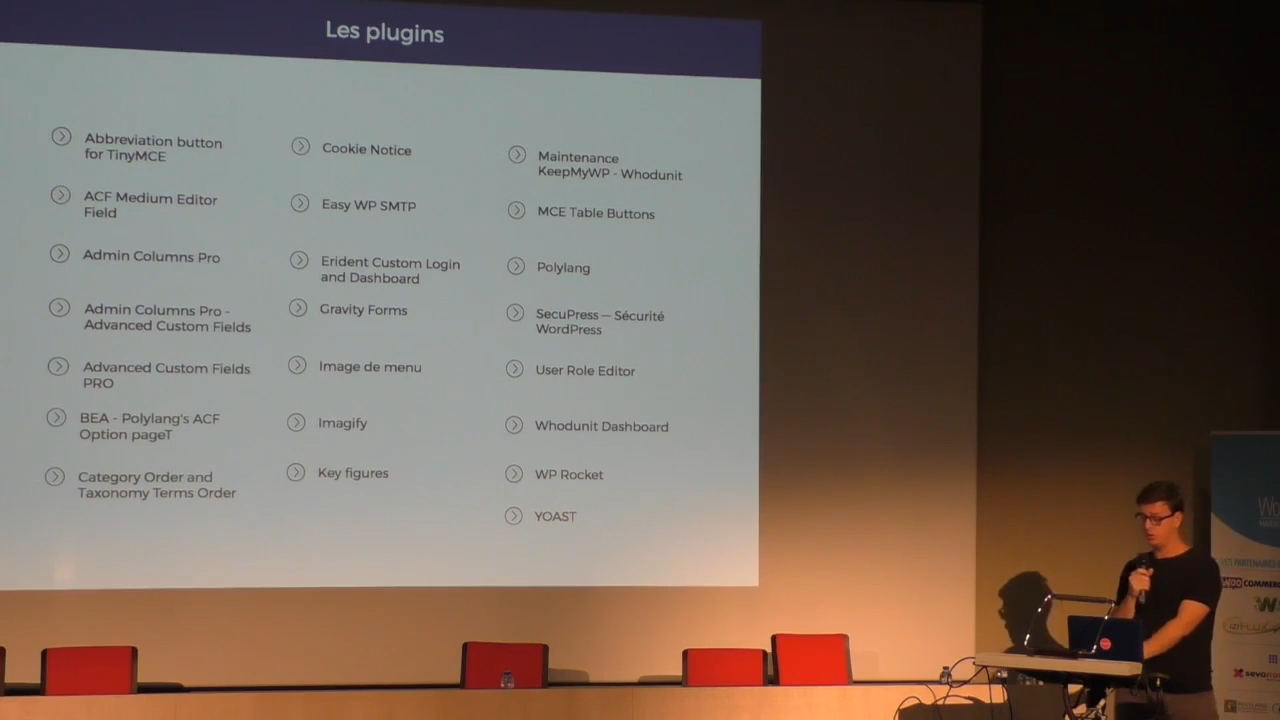 Les plugins
Abbreviation button
for TinyMCE
ACF Medium Editor
Field
Admin Columns Pro
Admin Columns Pro -
Advanced Custom Fields
Advanced Custom Fields
PRO
BEA - Polylang's ACF
Option pageT
Category Order and
Taxonomy Terms Order
Cookie Notice
Easy WP SMTP
Erident Custom Login
and Dashboard
Gravity Forms
Image de menu
Imagify
Key figures
Maintenance
KeepMyWP - Whodunit
MCE Table Buttons
Polylang
SecuPress — Sécurité
WordPress
User Role Editor
Whodunit Dashboard
WP Rocket
YOAST
PARTENAIRES
WOO COMMER